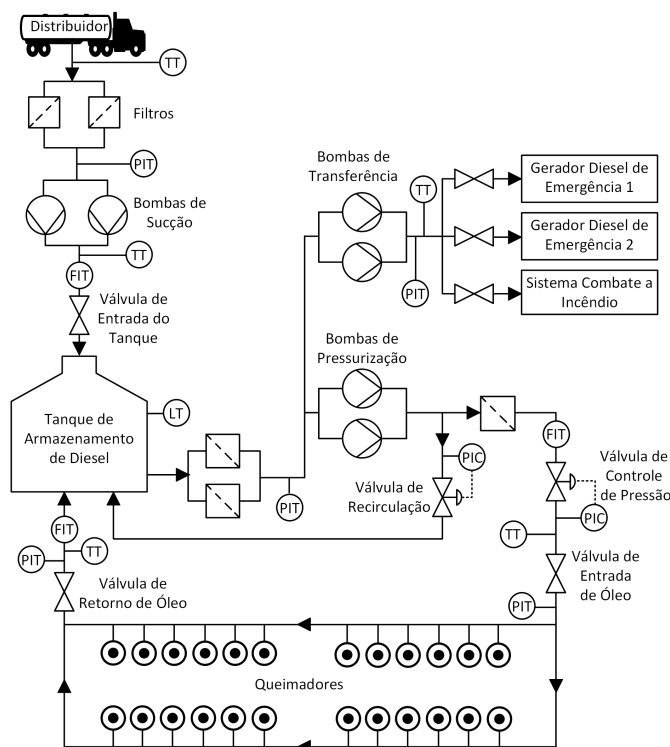 Distribuidor
TT
Filtros
PIT
Bombas de
Sucção
TT
FIT
Válvula de
Entrada do
Tanque
Bombas de
Transferência
TT
PIT
Gerador Diesel de
Emergência 1
Gerador Diesel de
Emergência 2
Sistema Combate a
Incêndio
Bombas de
Pressurização
Tanque de
Armazenamento
de Diesel
LT
PIT
PIC
Válvula de
Recirculação
FIT
Válvula de
Controle
de Pressão
PIC
TT
Válvula de
Entrada
de Óleo
PIT
FIT
PIT
TT
Válvula de
Retorno de Óleo
Queimadores